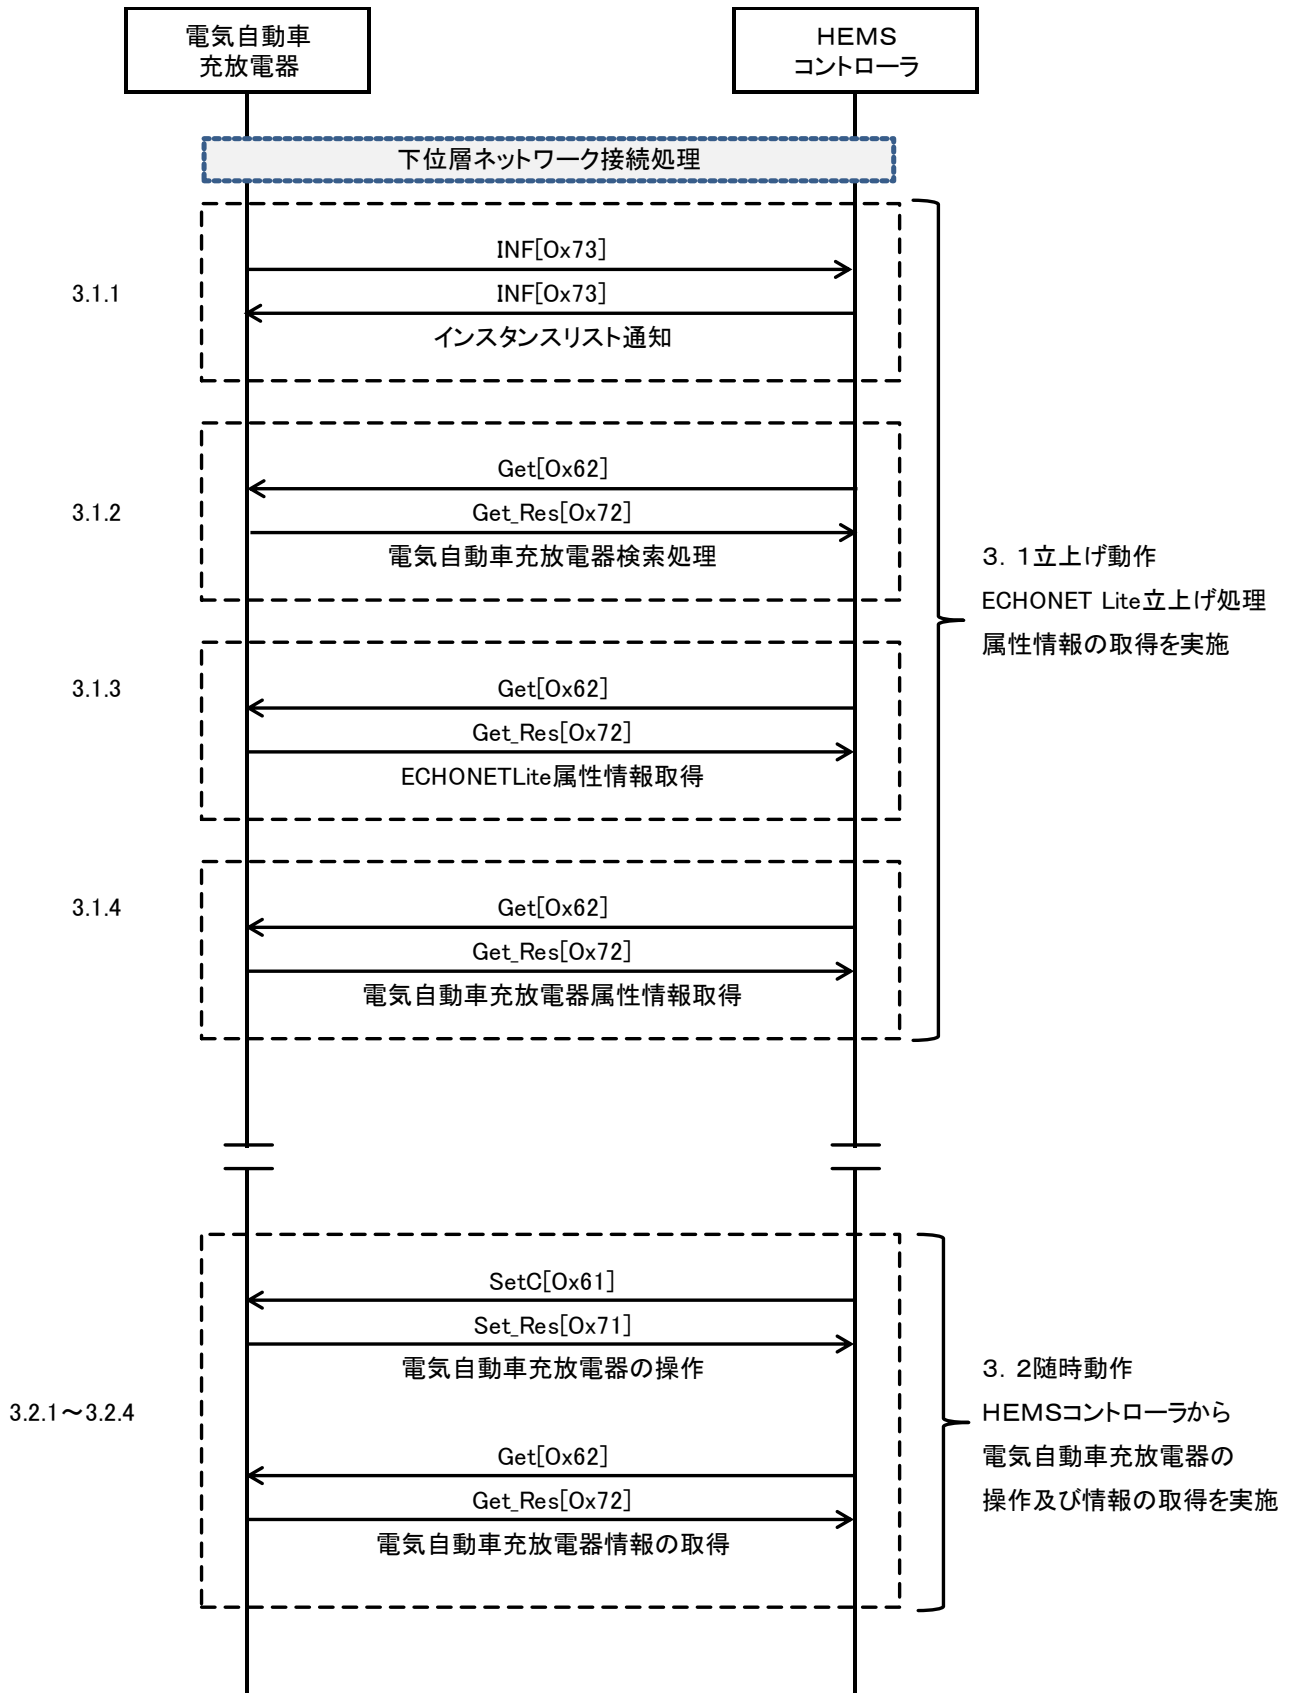 電気自動車
充放電器
HEMS
コントローラ
下位層ネットワーク接続処理
3.1.1
INF[0x73]
INF[0x73]
インスタンスリスト通知
3.1.2
Get[0x62]
Get_Res[0x72]
電気自動車充放電器検索処理
3.1.3
Get[0x62]
Get_Res[0x72]
ECHONETLite属性情報取得
3.1.4
Get[0x62]
Get_Res[0x72]
電気自動車充放電器属性情報取得
3．1立上げ動作
ECHONET Lite立上げ処理
属性情報の取得を実施
3.2.1～3.2.4
SetC[0x61]
Set_Res[0x71]
電気自動車充放電器の操作
Get[0x62]
Get_Res[0x72]
電気自動車充放電器情報の取得
3．2随時動作
HEMSコントローラから
電気自動車充放電器の
操作及び情報の取得を実施